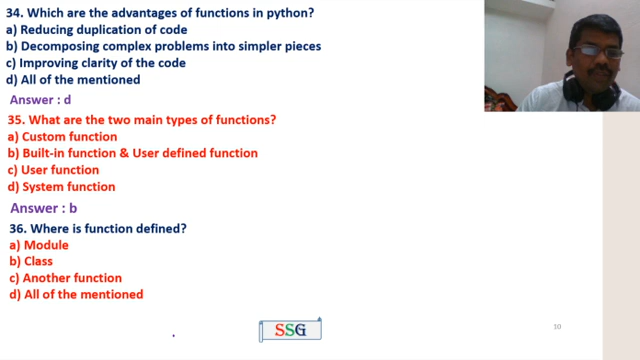 34. Which are the advantages of functions in python?
a) Reducing duplication of code
b) Decomposing complex problems into simpler pieces
c) Improving clarity of the code
d) All of the mentioned
Answer : d
35. What are the two main types of functions?
a) Custom function
b) Built-in function & User defined function
c) User function
d) System function
Answer : b
36. Where is function defined?
a) Module
b) Class
c) Another function
d) All of the mentioned
SSG
10